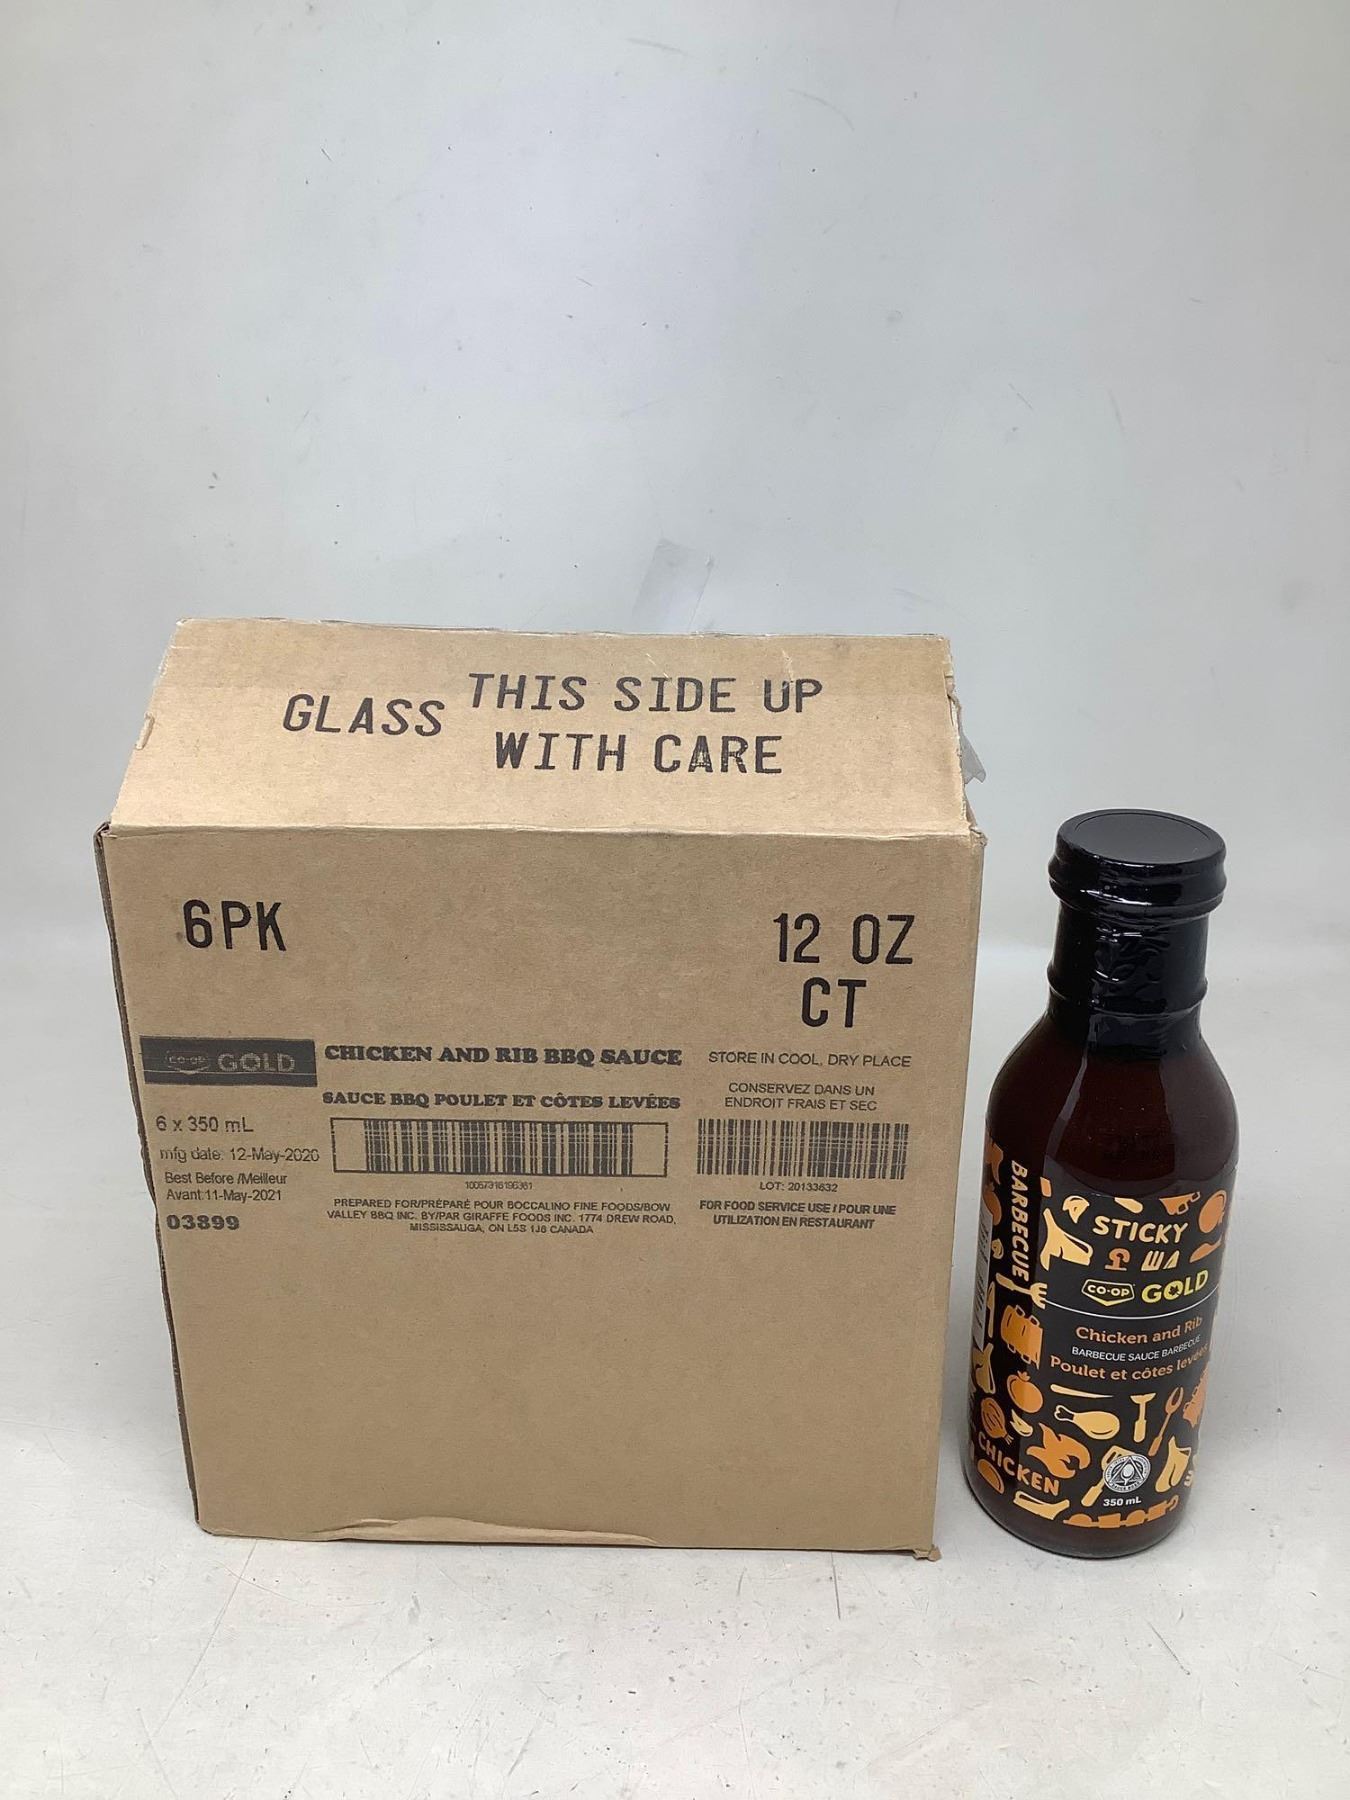 THIS SIDE UP
GLASS
WITH CARE
6PK
12 OZ
CT
CO-OP GOLD
CHICKEN AND RIB BBQ SAUCE
SAUCE BBQ POULET ET CÔTES LEVÉES
STORE IN COOL, DRY PLACE
CONSERVEZ DANS UN
ENDROIT FRAIS ET SEC
6 x 350 mL
mfg date: 12-May-2020
Best Before /Meilleur
Avant:11-May-2021
03899
10057316196361
PREPARED FOR/PRÉPARÉ POUR BOCCALINO FINE FOODS/BOW
VALLEY BBQ INC. BY/PAR GIRAFFE FOODS INC. 1774 DREW ROAD,
MISSISSAUGA, ON L5S 1J6 CANADA
LOT: 20133632
FOR FOOD SERVICE USE / POUR UNE
UTILIZATION EN RESTAURANT
BARBECUE
STICKY
CO-OP GOLD
Chicken and Rib
BARBECUE SAUCE BARBECUE
Poulet et côtes levées
CHICKEN
350 mL